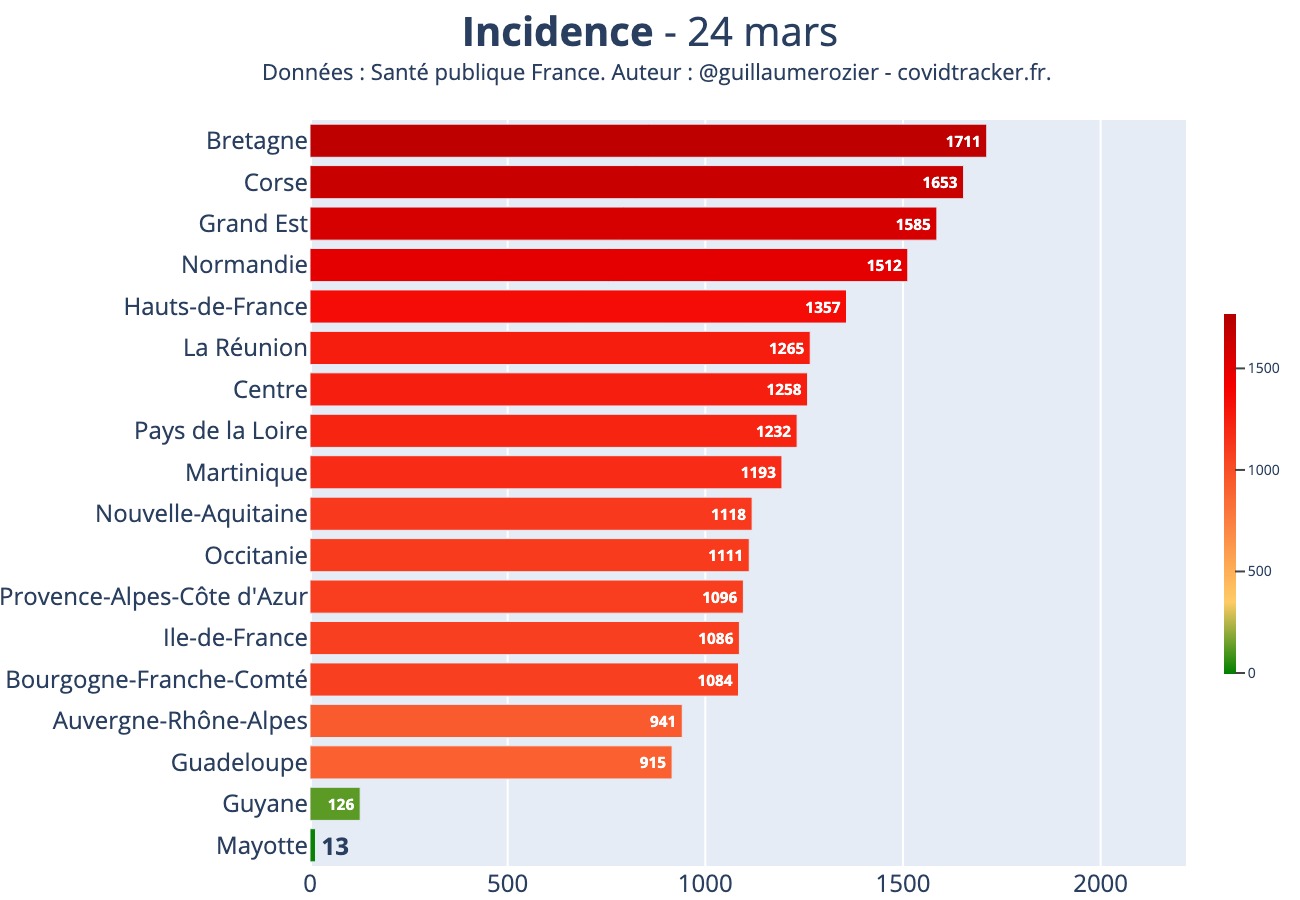 Incidence - 24 mars
Données : Santé publique France. Auteur : @guillaumerozier - covidtracker.fr.
Bretagne 1711
Corse 1653
Grand Est 1585
Normandie 1512
Hauts-de-France 1357
La Réunion 1265
Centre 1258
Pays de la Loire 1232
Martinique 1193
Nouvelle-Aquitaine 1118
Occitanie 1111
Provence-Alpes-Côte d'Azur 1096
Ile-de-France 1086
Bourgogne-Franche-Comté 1084
Auvergne-Rhône-Alpes 941
Guadeloupe 915
Guyane 126
Mayotte 13
0 500 1000 1500 2000
1500
1000
500
0